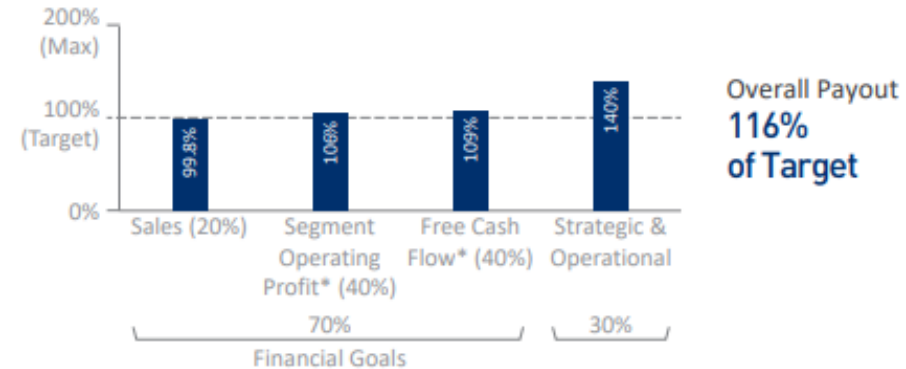 200%
(Max)
100%
(Target)
0%
99.8%
106%
109%
140%
Sales (20%)
Segment
Operating
Profit* (40%)
Free Cash
Flow* (40%)
Strategic &
Operational
70%
Financial Goals
30%
Overall Payout
116%
of Target